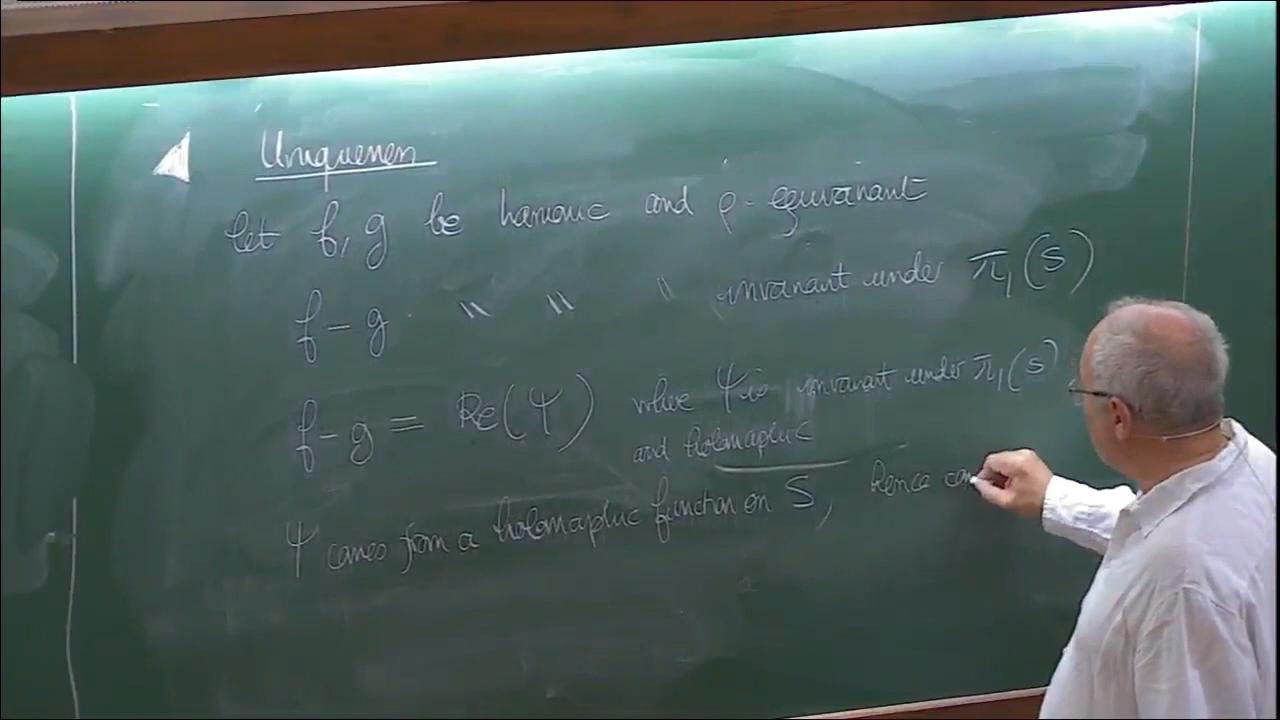 Uniqueness
Let f, g be harmonic and ρ-equivariant
f - g " " " invariant under π₁(S)
f - g = Re(Ψ) where Ψ is invariant under π₁(S)
and holomorphic
Ψ comes from a holomorphic function on S, hence con